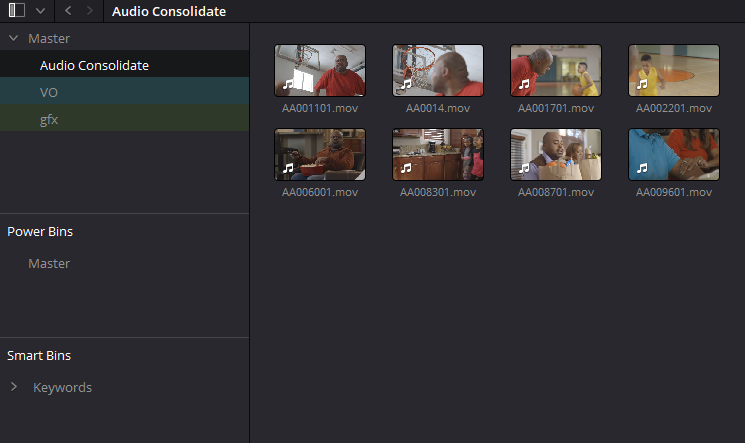 Audio Consolidate
Master
Audio Consolidate
VO
gfx
Power Bins
Master
Smart Bins
Keywords
AA001101.mov
AA0014.mov
AA001701.mov
AA002201.mov
AA006001.mov
AA008301.mov
AA008701.mov
AA009601.mov